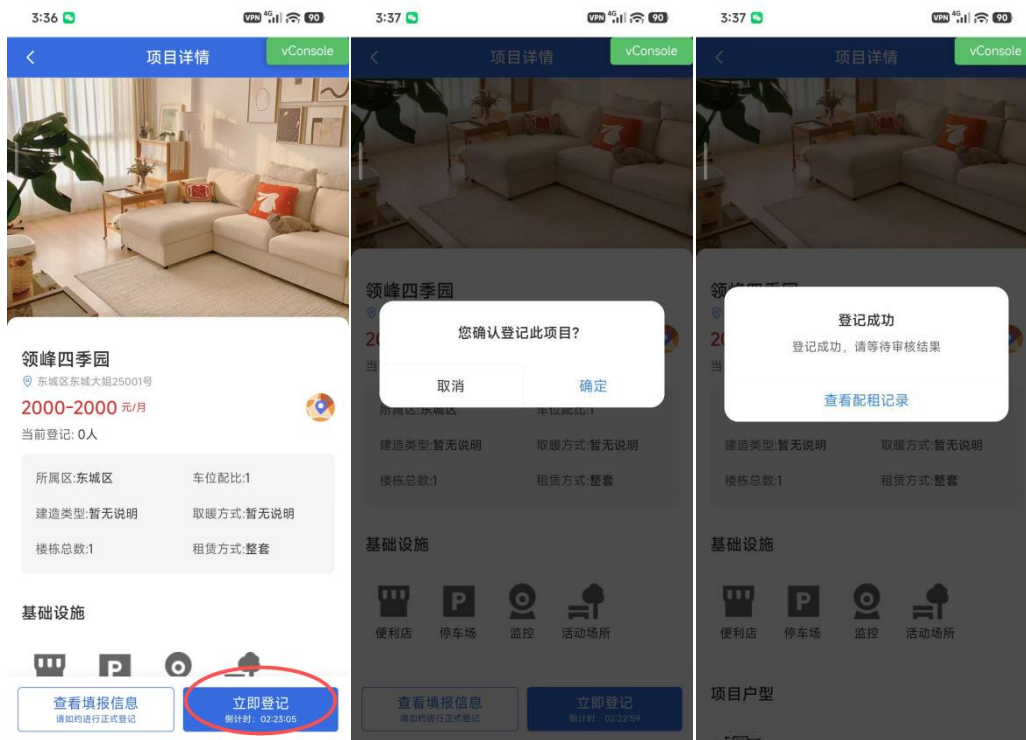 3:36
VPN 4G 90
项目详情
vConsole
领峰四季园
东城区东城大姐25001号
2000-2000 元/月
当前登记: 0人
所属区:东城区
车位配比:1
建造类型:暂无说明
取暖方式:暂无说明
楼栋总数:1
租赁方式:整套
基础设施
查看填报信息
请如约进行正式登记
立即登记
倒计时：02:23:05
3:37
VPN 4G 90
项目详情
vConsole
领峰四季园
您确认登记此项目?
取消
确定
所属区:东城区
车位配比:1
建造类型:暂无说明
取暖方式:暂无说明
楼栋总数:1
租赁方式:整套
基础设施
便利店
停车场
监控
活动场所
查看填报信息
请如约进行正式登记
立即登记
倒计时：02:22:59
3:37
VPN 4G 90
项目详情
vConsole
登记成功
登记成功，请等待审核结果
查看配租记录
建造类型:暂无说明
取暖方式:暂无说明
楼栋总数:1
租赁方式:整套
基础设施
便利店
停车场
监控
活动场所
项目户型